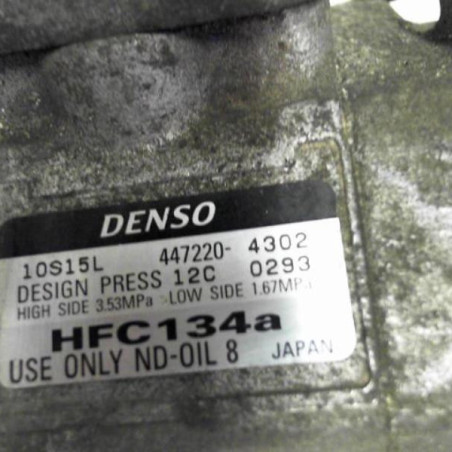 DENSO
10S15L 447220- 4302
DESIGN PRESS 12C 0293
HIGH SIDE 3.53MPa LOW SIDE 1.67MPa
HFC134a
USE ONLY ND-OIL 8 JAPAN